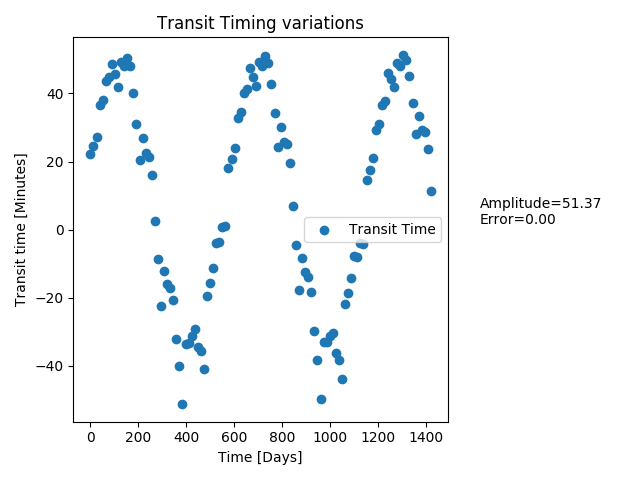 Transit Timing variations
Transit time [Minutes]
40
20
0
−20
−40
Transit Time
Amplitude=51.37
Error=0.00
0 200 400 600 800 1000 1200 1400
Time [Days]